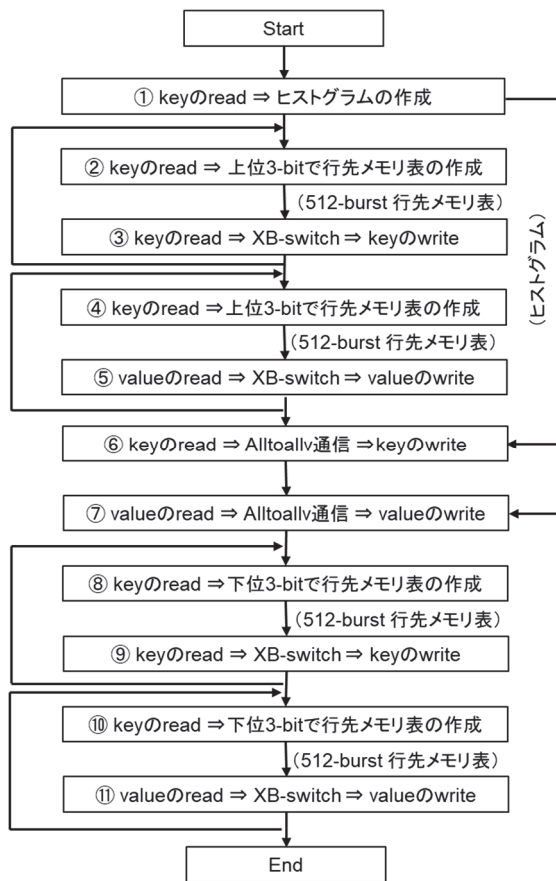 Start
① keyのread ⇒ ヒストグラムの作成
② keyのread ⇒ 上位3-bitで行先メモリ表の作成
(512-burst 行先メモリ表)
③ keyのread ⇒ XB-switch ⇒ keyのwrite
(ヒストグラム)
④ keyのread ⇒上位3-bitで行先メモリ表の作成
(512-burst 行先メモリ表)
⑤ valueのread ⇒ XB-switch ⇒ valueのwrite
⑥ keyのread ⇒ Alltoallv通信 ⇒keyのwrite
⑦ valueのread ⇒ Alltoallv通信 ⇒ valueのwrite
⑧ keyのread ⇒下位3-bitで行先メモリ表の作成
(512-burst 行先メモリ表)
⑨ keyのread ⇒ XB-switch ⇒ keyのwrite
⑩ keyのread ⇒下位3-bitで行先メモリ表の作成
(512-burst 行先メモリ表)
⑪ valueのread ⇒ XB-switch ⇒ valueのwrite
End